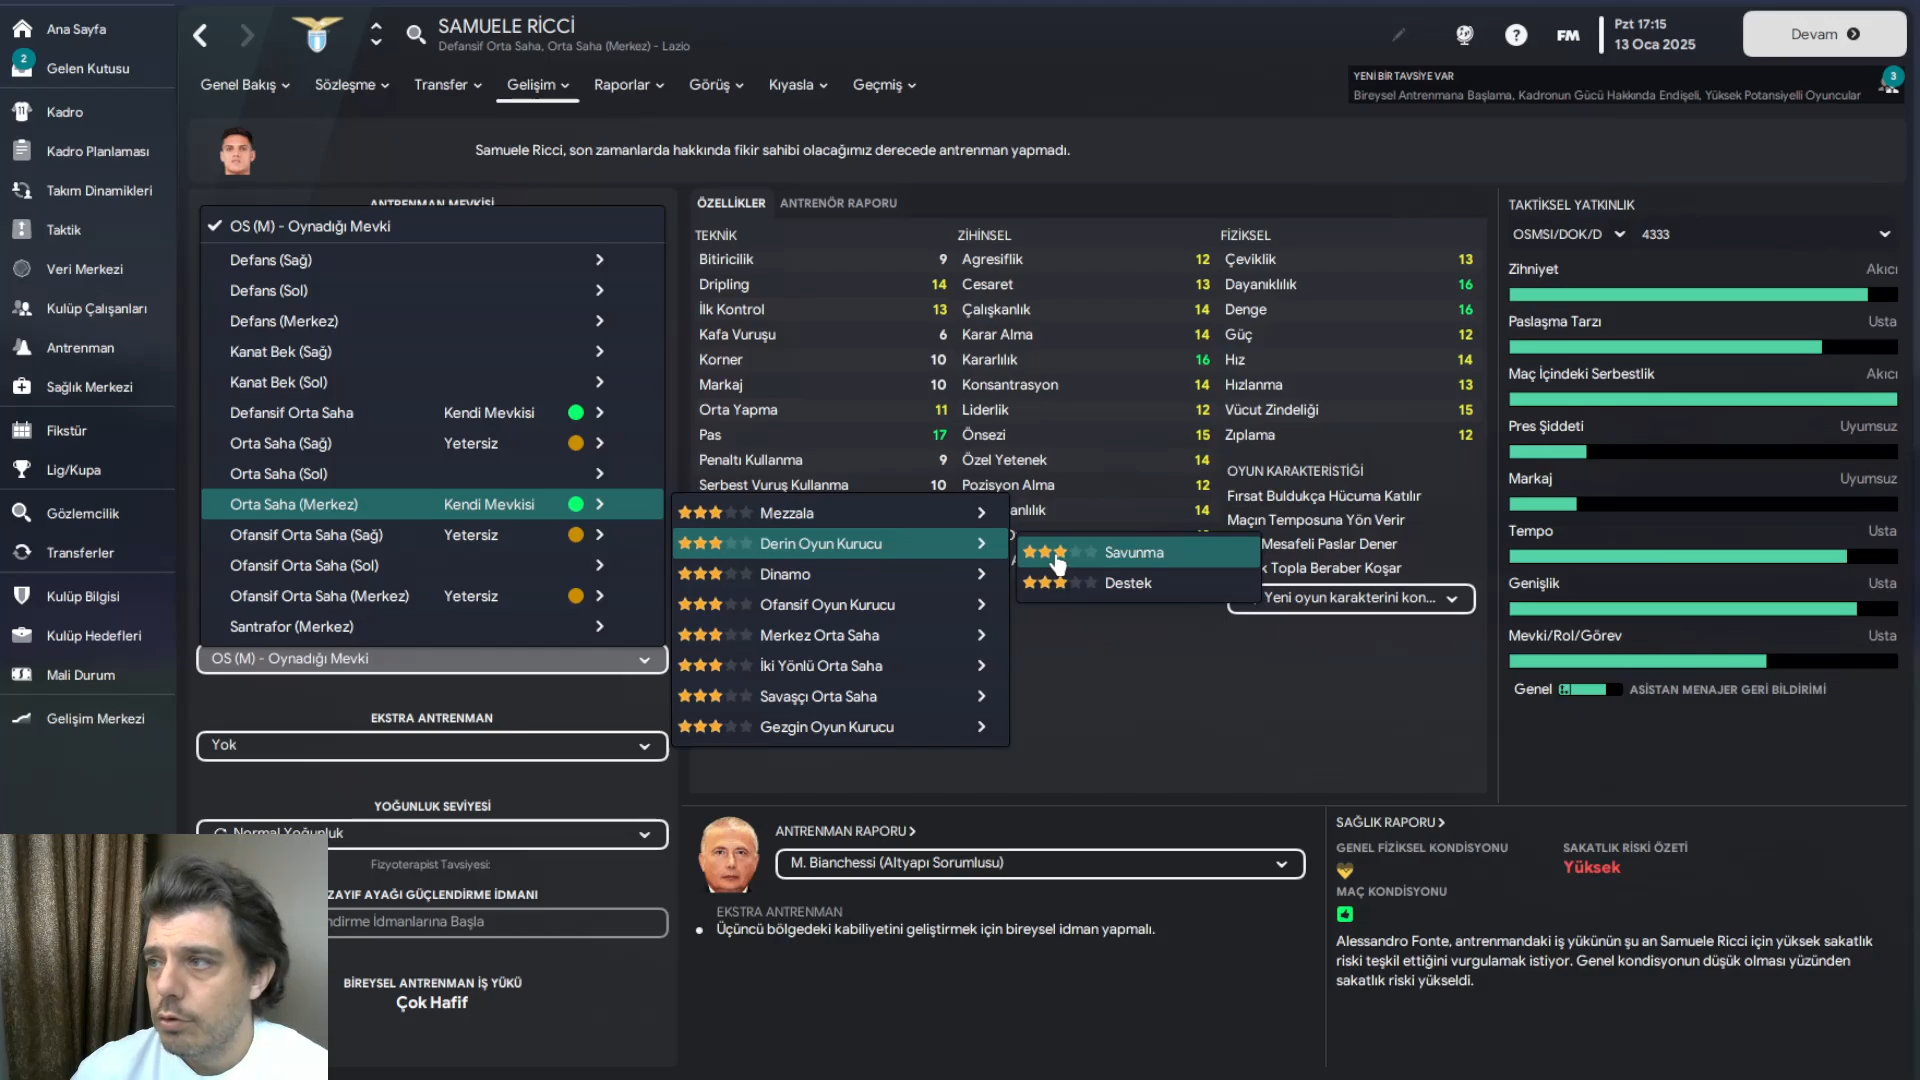 Ana Sayfa
2
Gelen Kutusu
Kadro
Kadro Planlaması
Takım Dinamikleri
Taktik
Veri Merkezi
Kulüp Çalışanları
Antrenman
Sağlık Merkezi
Fikstür
Lig/Kupa
Gözlemcilik
Transferler
Kulüp Bilgisi
Kulüp Hedefleri
Mali Durum
Gelişim Merkezi
SAMUELE RİCCİ
Defansif Orta Saha, Orta Saha (Merkez) - Lazio
FM
Pzt 17:15
13 Oca 2025
Devam
Genel Bakış
Sözleşme
Transfer
Gelişim
Raporlar
Görüş
Kıyasla
Geçmiş
YENİ BİR TAVSİYE VAR
3
Bireysel Antrenmana Başlama, Kadronun Gücü Hakkında Endişeli, Yüksek Potansiyelli Oyuncular
Samuele Ricci, son zamanlarda hakkında fikir sahibi olacağımız derecede antrenman yapmadı.
ANTRENMAN MEVKİSİ
OS (M) - Oynadığı Mevki
Defans (Sağ)
Defans (Sol)
Defans (Merkez)
Kanat Bek (Sağ)
Kanat Bek (Sol)
Defansif Orta Saha Kendi Mevkisi
Orta Saha (Sağ) Yetersiz
Orta Saha (Sol)
Orta Saha (Merkez) Kendi Mevkisi
Ofansif Orta Saha (Sağ) Yetersiz
Ofansif Orta Saha (Sol)
Ofansif Orta Saha (Merkez) Yetersiz
Santrafor (Merkez)
OS (M) - Oynadığı Mevki
EKSTRA ANTRENMAN
Yok
YOĞUNLUK SEVİYESİ
Normal Yoğunluk
Fizyoterapist Tavsiyesi:
ZAYIF AYAĞI GÜÇLENDİRME İDMANI
ndirme İdmanlarına Başla
BİREYSEL ANTRENMAN İŞ YÜKÜ
Çok Hafif
Mezzala
Derin Oyun Kurucu
Dinamo
Ofansif Oyun Kurucu
Merkez Orta Saha
İki Yönlü Orta Saha
Savaşçı Orta Saha
Gezgin Oyun Kurucu
Savunma
Destek
ÖZELLİKLER ANTRENÖR RAPORU
TEKNİK
Bitiricilik 9
Dripling 14
İlk Kontrol 13
Kafa Vuruşu 6
Korner 10
Markaj 10
Orta Yapma 11
Pas 17
Penaltı Kullanma 9
Serbest Vuruş Kullanma 10
ZİHİNSEL
Agresiflik 12
Cesaret 13
Çalışkanlık 14
Karar Alma 14
Kararlılık 16
Konsantrasyon 14
Liderlik 12
Önsezi 15
Özel Yetenek 14
Pozisyon Alma 12
anlılık 14
FİZİKSEL
Çeviklik 13
Dayanıklılık 16
Denge 16
Güç 12
Hız 14
Hızlanma 13
Vücut Zindeliği 15
Zıplama 12
OYUN KARAKTERİSTİĞİ
Fırsat Buldukça Hücuma Katılır
Maçın Temposuna Yön Verir
Mesafeli Paslar Dener
k Topla Beraber Koşar
Yeni oyun karakterini kon...
TAKTİKSEL YATKINLIK
OSMSI/DOK/D 4333
Zihniyet Akıcı
Paslaşma Tarzı Usta
Maç İçindeki Serbestlik Akıcı
Pres Şiddeti Uyumsuz
Markaj Uyumsuz
Tempo Usta
Genişlik Usta
Mevki/Rol/Görev Usta
Genel ASİSTAN MENAJER GERİ BİLDİRİMİ
ANTRENMAN RAPORU
M. Bianchessi (Altyapı Sorumlusu)
EKSTRA ANTRENMAN
Üçüncü bölgedeki kabiliyetini geliştirmek için bireysel idman yapmalı.
SAĞLIK RAPORU
GENEL FİZİKSEL KONDİSYONU
SAKATLIK RİSKİ ÖZETİ
Yüksek
MAÇ KONDİSYONU
Alessandro Fonte, antrenmandaki iş yükünün şu an Samuele Ricci için yüksek sakatlık
riski teşkil ettiğini vurgulamak istiyor. Genel kondisyonun düşük olması yüzünden
sakatlık riski yükseldi.